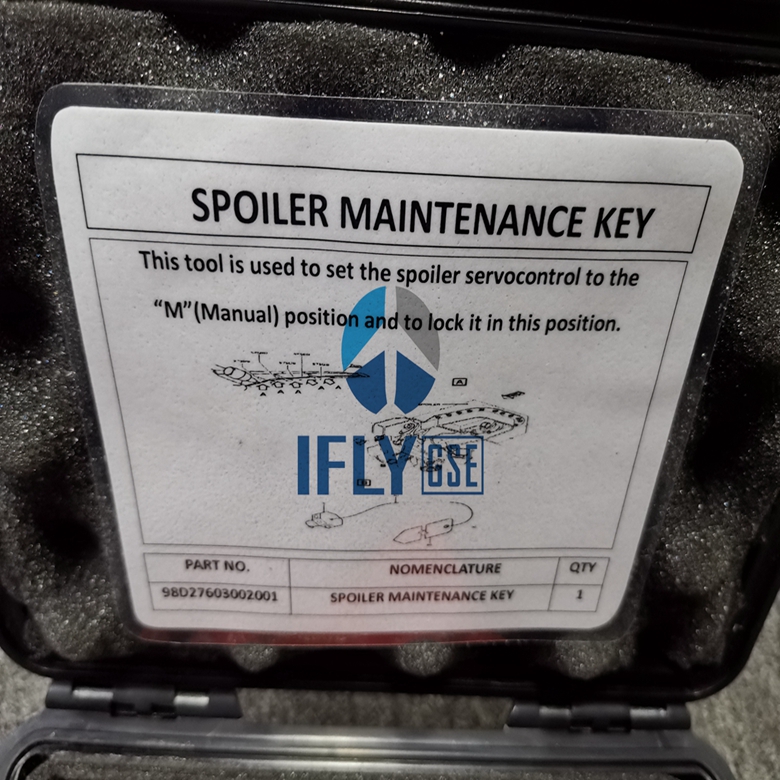 SPOILER MAINTENANCE KEY
This tool is used to set the spoiler servocontrol to the
“M”(Manual) position and to lock it in this position.
A
IFLY GSE
PART NO. NOMENCLATURE QTY
98D27603002001 SPOILER MAINTENANCE KEY 1